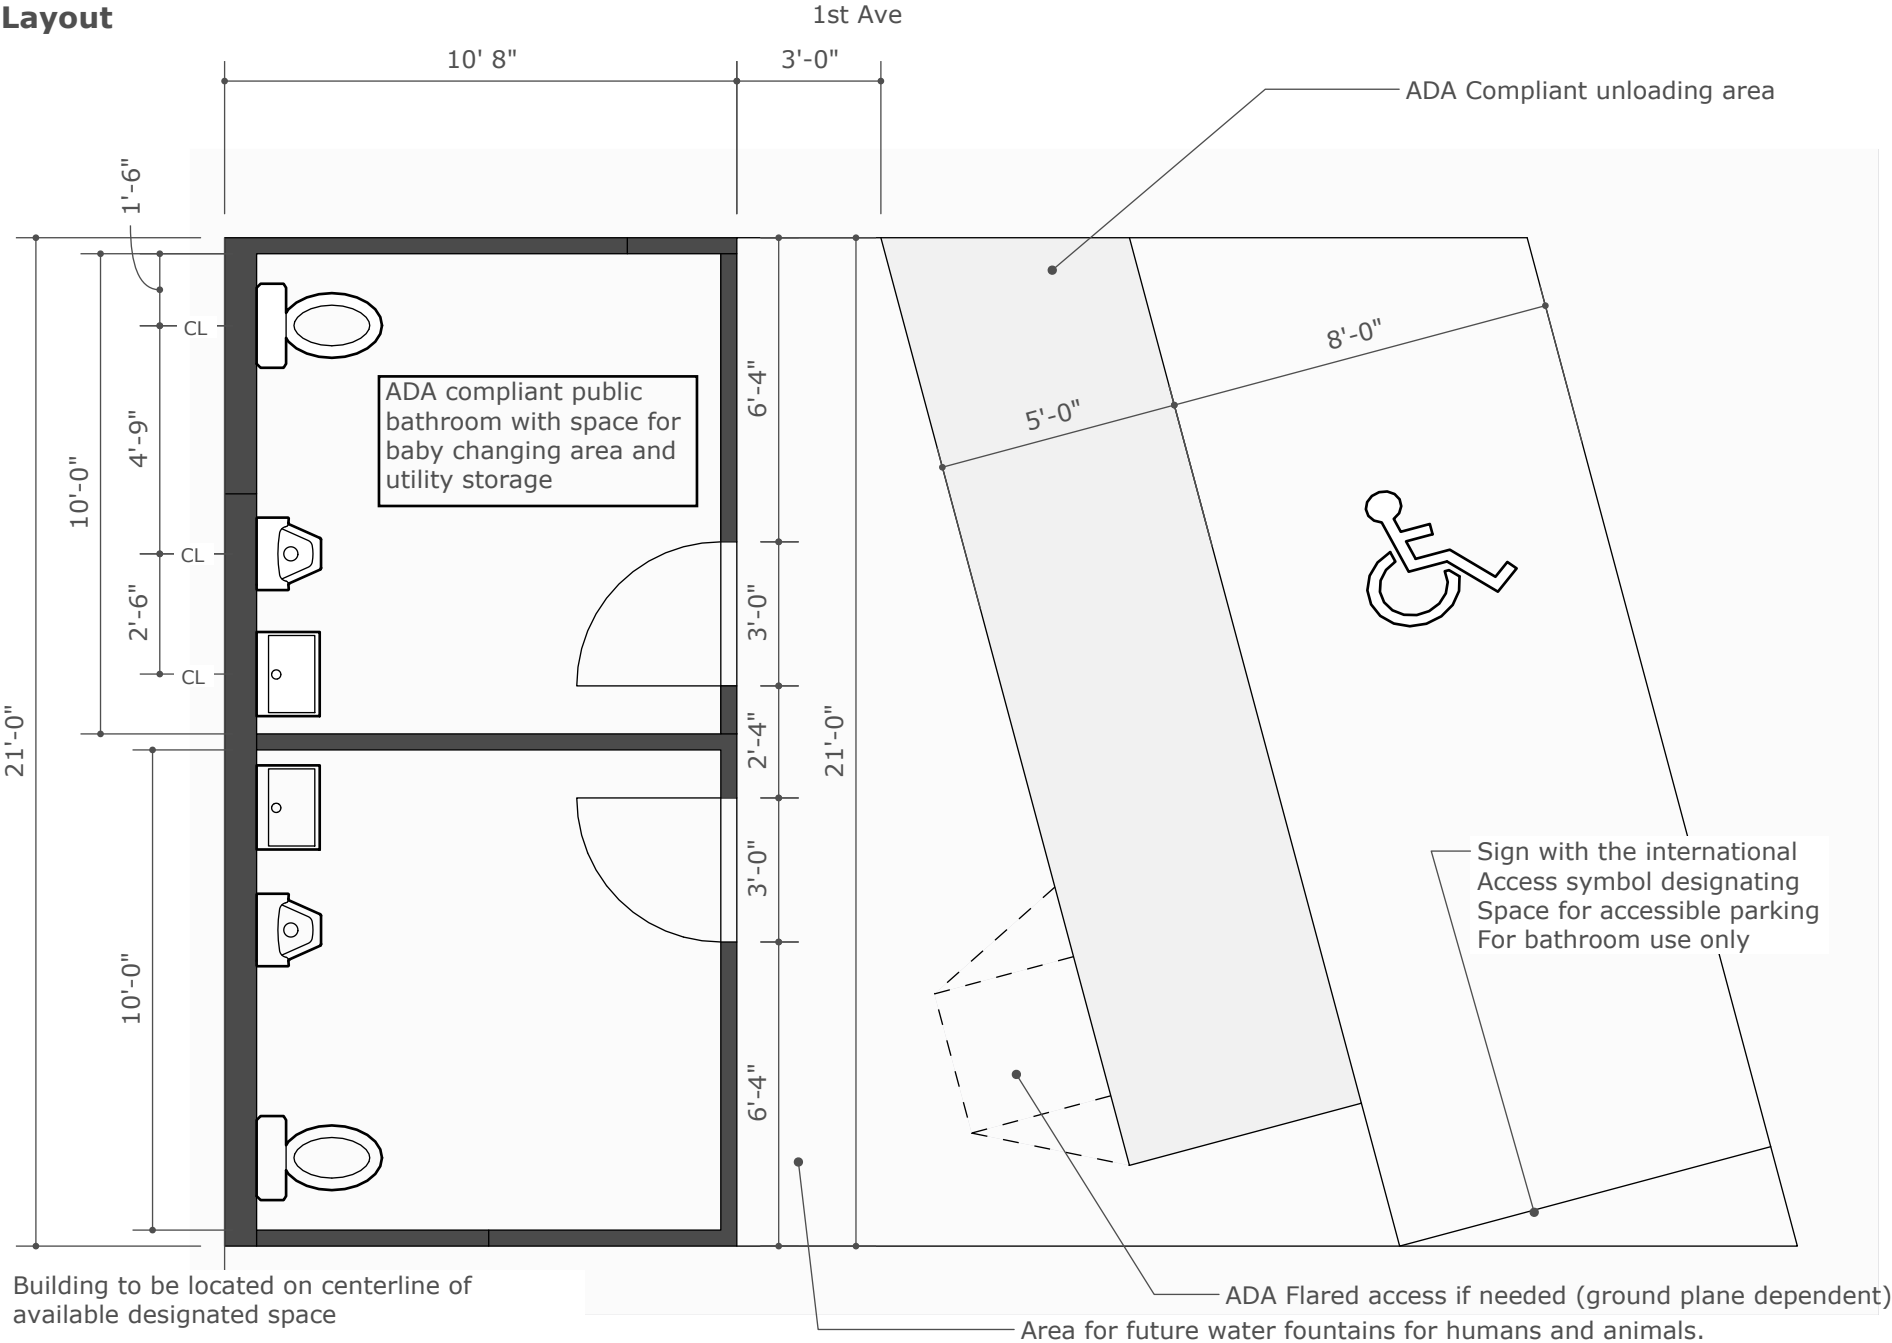 Layout
1st Ave
10' 8"
3'-0"
ADA Compliant unloading area
1'-6"
CL
8'-0"
6'-4"
ADA compliant public
bathroom with space for
baby changing area and
utility storage
5'-0"
4'-9"
10'-0"
CL
2'-6"
3'-0"
CL
21'-0"
2'-4"
21'-0"
Sign with the international
Access symbol designating
Space for accessible parking
For bathroom use only
3'-0"
10'-0"
6'-4"
Building to be located on centerline of
available designated space
ADA Flared access if needed (ground plane dependent)
Area for future water fountains for humans and animals.